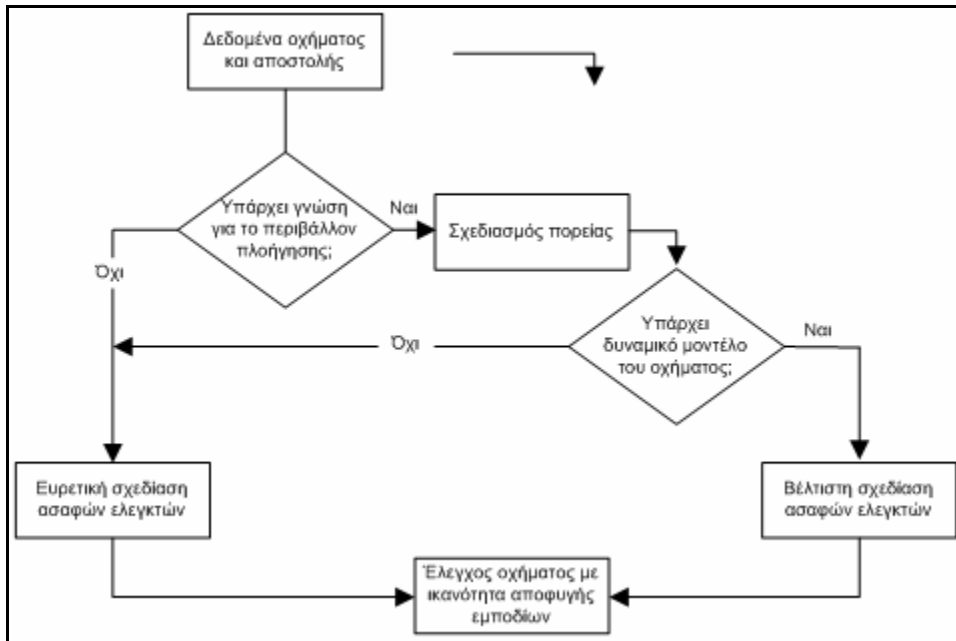 Δεδομένα οχήματος
και αποστολής
Υπάρχει γνώση
για το περιβάλλον
πλοήγησης;
Ναι
Σχεδιασμός πορείας
Όχι
Υπάρχει
δυναμικό μοντέλο
του οχήματος;
Ναι
Όχι
Ευρετική σχεδίαση
ασαφών ελεγκτών
Βέλτιστη σχεδίαση
ασαφών ελεγκτών
Έλεγχος οχήματος με
ικανότητα αποφυγής
εμποδίων